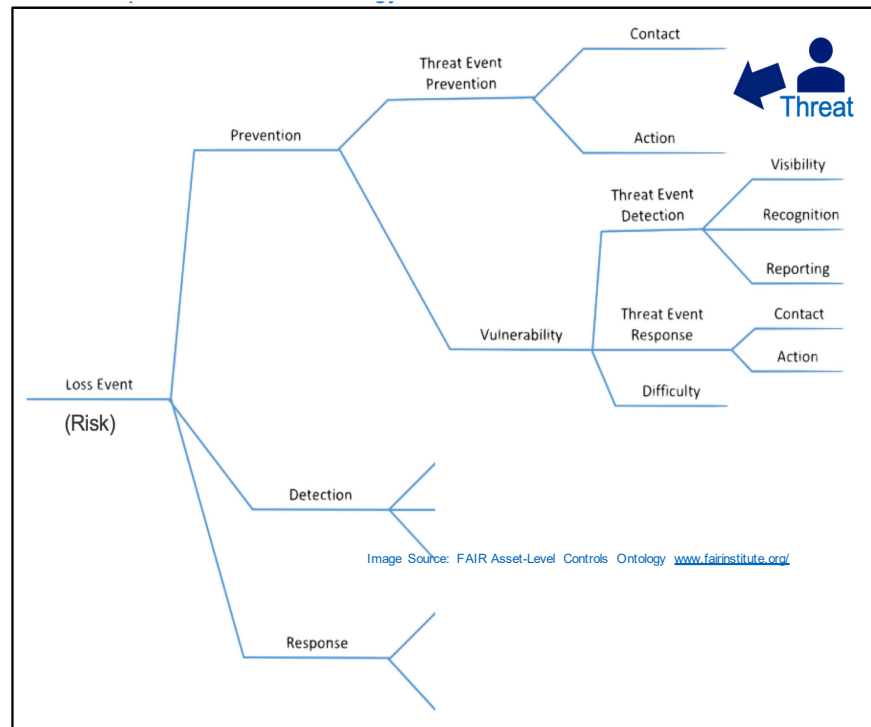 Contact
Threat Event
Prevention
Threat
Prevention
Action
Visibility
Threat Event
Detection
Recognition
Reporting
Threat Event
Response
Contact
Vulnerability
Action
Loss Event
(Risk)
Difficulty
Detection
Image Source: FAIR Asset-Level Controls Ontology www.fairinstitute.org/
Response